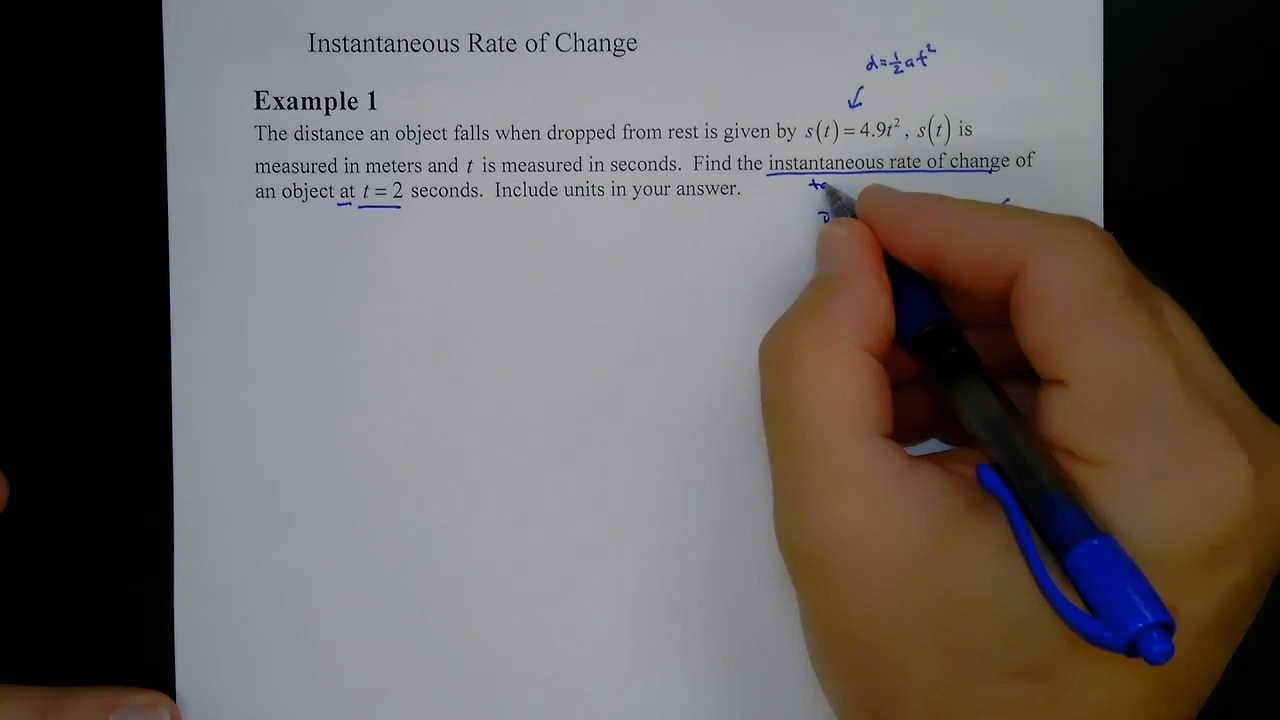 Instantaneous Rate of Change
d=½at²
Example 1
The distance an object falls when dropped from rest is given by s(t) = 4.9t², s(t) is
measured in meters and t is measured in seconds. Find the instantaneous rate of change of
an object at t = 2 seconds. Include units in your answer.